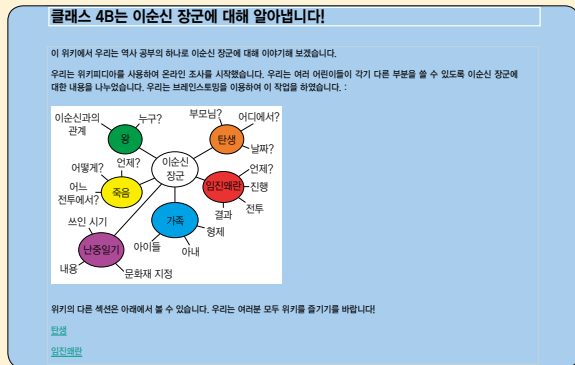 클래스 4B는 이순신 장군에 대해 알아냅니다!
이 위키에서 우리는 역사 공부의 하나로 이순신 장군에 대해 이야기해 보겠습니다.
우리는 위키피디아를 사용하여 온라인 조사를 시작했습니다. 우리는 여러 어린이들이 각기 다른 부분을 쓸 수 있도록 이순신 장군에
대한 내용을 나누었습니다. 우리는 브레인스토밍을 이용하여 이 작업을 하였습니다. :
이순신과의
관계
누구?
왕
부모님?
어디에서?
탄생
날짜?
이순신
장군
어떻게?
언제?
어느
전투에서?
죽음
임진왜란
언제?
진행
전투
결과
가족
형제
아내
아이들
쓰인 시기
난중일기
내용
문화재 지정
위키의 다른 섹션은 아래에서 볼 수 있습니다. 우리는 여러분 모두 위키를 즐기기를 바랍니다!
탄생
임진왜란